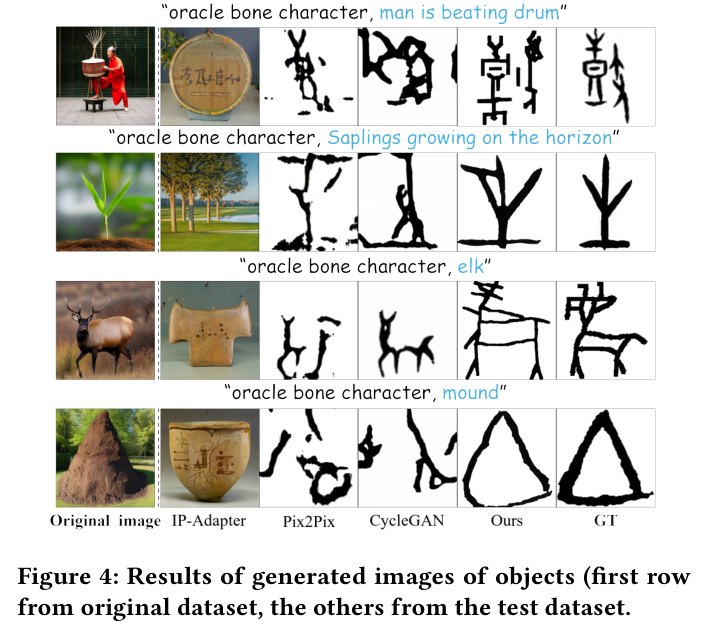 “oracle bone character, man is beating drum”
“oracle bone character, Saplings growing on the horizon”
“oracle bone character, elk”
“oracle bone character, mound”
Original image IP-Adapter Pix2Pix CycleGAN Ours GT
Figure 4: Results of generated images of objects (first row
from original dataset, the others from the test dataset.